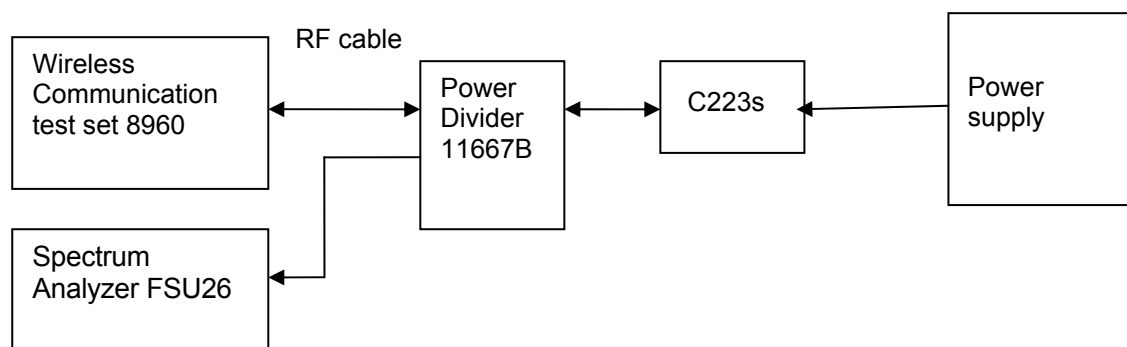 RF cable
Wireless
Communication
test set 8960
Power
Divider
11667B
C223s
Power
supply
Spectrum
Analyzer FSU26